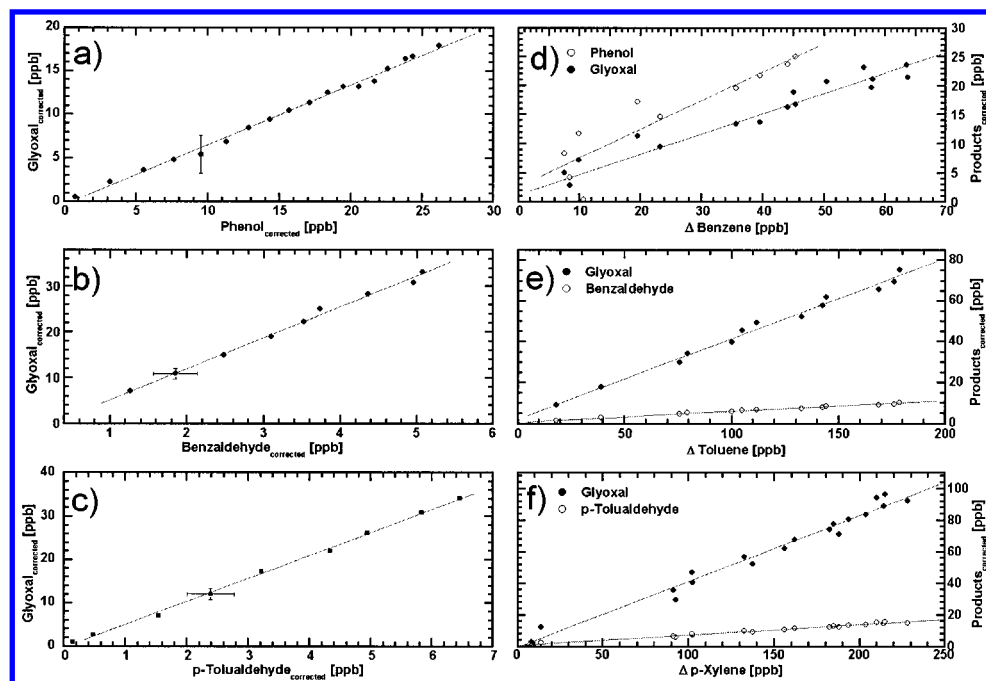 a)
Glyoxal corrected [ppb]
20
15
10
5
0
0 5 10 15 20 25 30
Phenol corrected [ppb]
b)
Glyoxal corrected [ppb]
30
20
10
0
1 2 3 4 5 6
Benzaldehyde corrected [ppb]
c)
Glyoxal corrected [ppb]
40
30
20
10
0
0 1 2 3 4 5 6 7
p-Tolualdehyde corrected [ppb]
d)
Phenol
Glyoxal
30
25
20
15
10
5
0
Products corrected [ppb]
0 10 20 30 40 50 60 70
Δ Benzene [ppb]
e)
Glyoxal
Benzaldehyde
80
60
40
20
0
Products corrected [ppb]
0 50 100 150 200
Δ Toluene [ppb]
f)
Glyoxal
p-Tolualdehyde
100
80
60
40
20
0
Products corrected [ppb]
0 50 100 150 200 250
Δ p-Xylene [ppb]